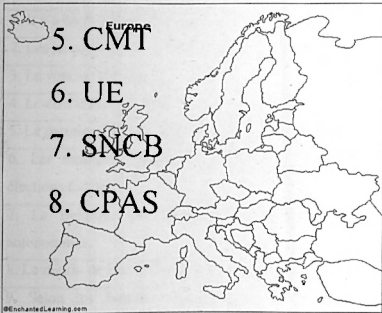 Europe
5. CMT
6. UE
7. SNCB
8. CPAS
©EnchantedLearning.com